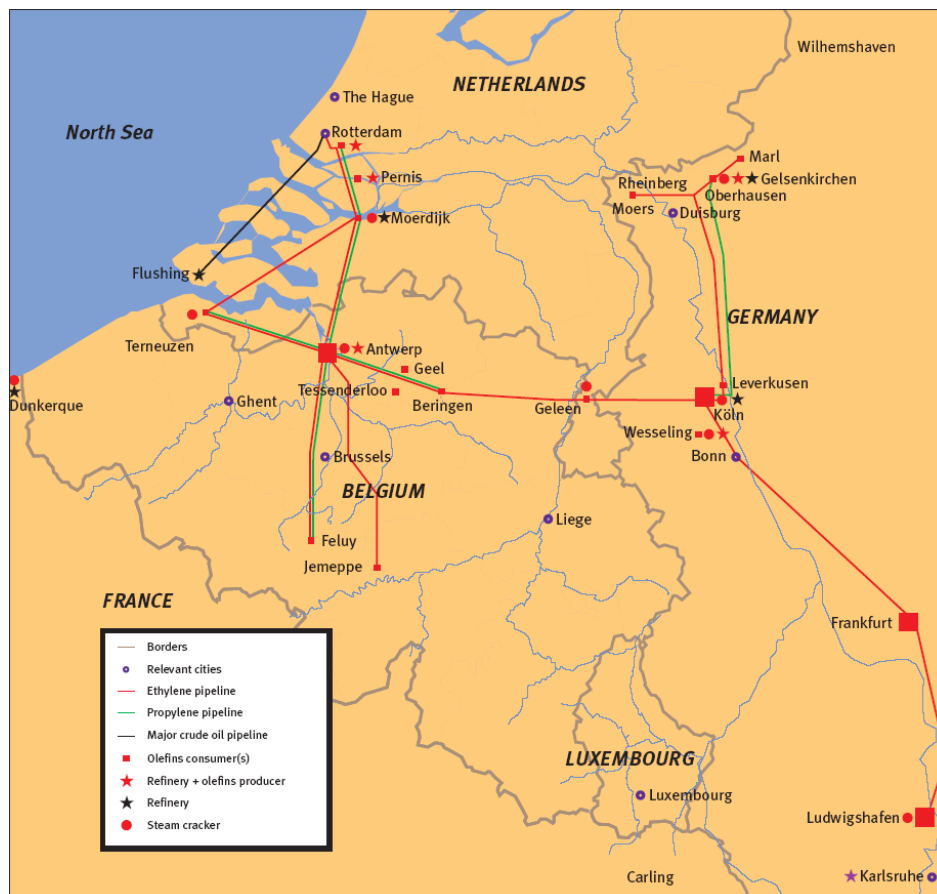 Wilhemshaven
NETHERLANDS
The Hague
North Sea
Rotterdam
Marl
Pernis
Rheinberg
Gelsenkirchen
Oberhausen
Moers
Duisburg
Moerdijk
Flushing
GERMANY
Terneuzen
Antwerp
Geel
Leverkusen
Tessenderloo
Dunkerque
Ghent
Beringen
Geleen
Köln
Wesseling
Bonn
Brussels
BELGIUM
Liege
Feluy
Jemeppe
FRANCE
Frankfurt
Borders
Relevant cities
Ethylene pipeline
Propylene pipeline
Major crude oil pipeline
Olefins consumer(s)
Refinery + olefins producer
Refinery
Steam cracker
LUXEMBOURG
Luxembourg
Ludwigshafen
Carling
Karlsruhe